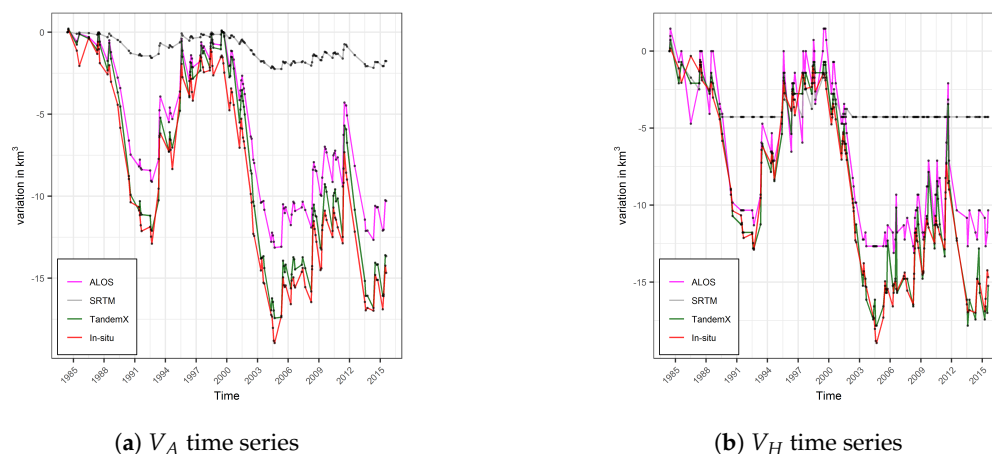 0
-5
-10
-15
variation in km³
ALOS
SRTM
TandemX
In-situ
1985
1988
1991
1994
1997
2000
2003
2006
2009
2012
2015
Time
(a) V_A time series
0
-5
-10
-15
variation in km³
ALOS
SRTM
TandemX
In-situ
1985
1988
1991
1994
1997
2000
2003
2006
2009
2012
2015
Time
(b) V_H time series